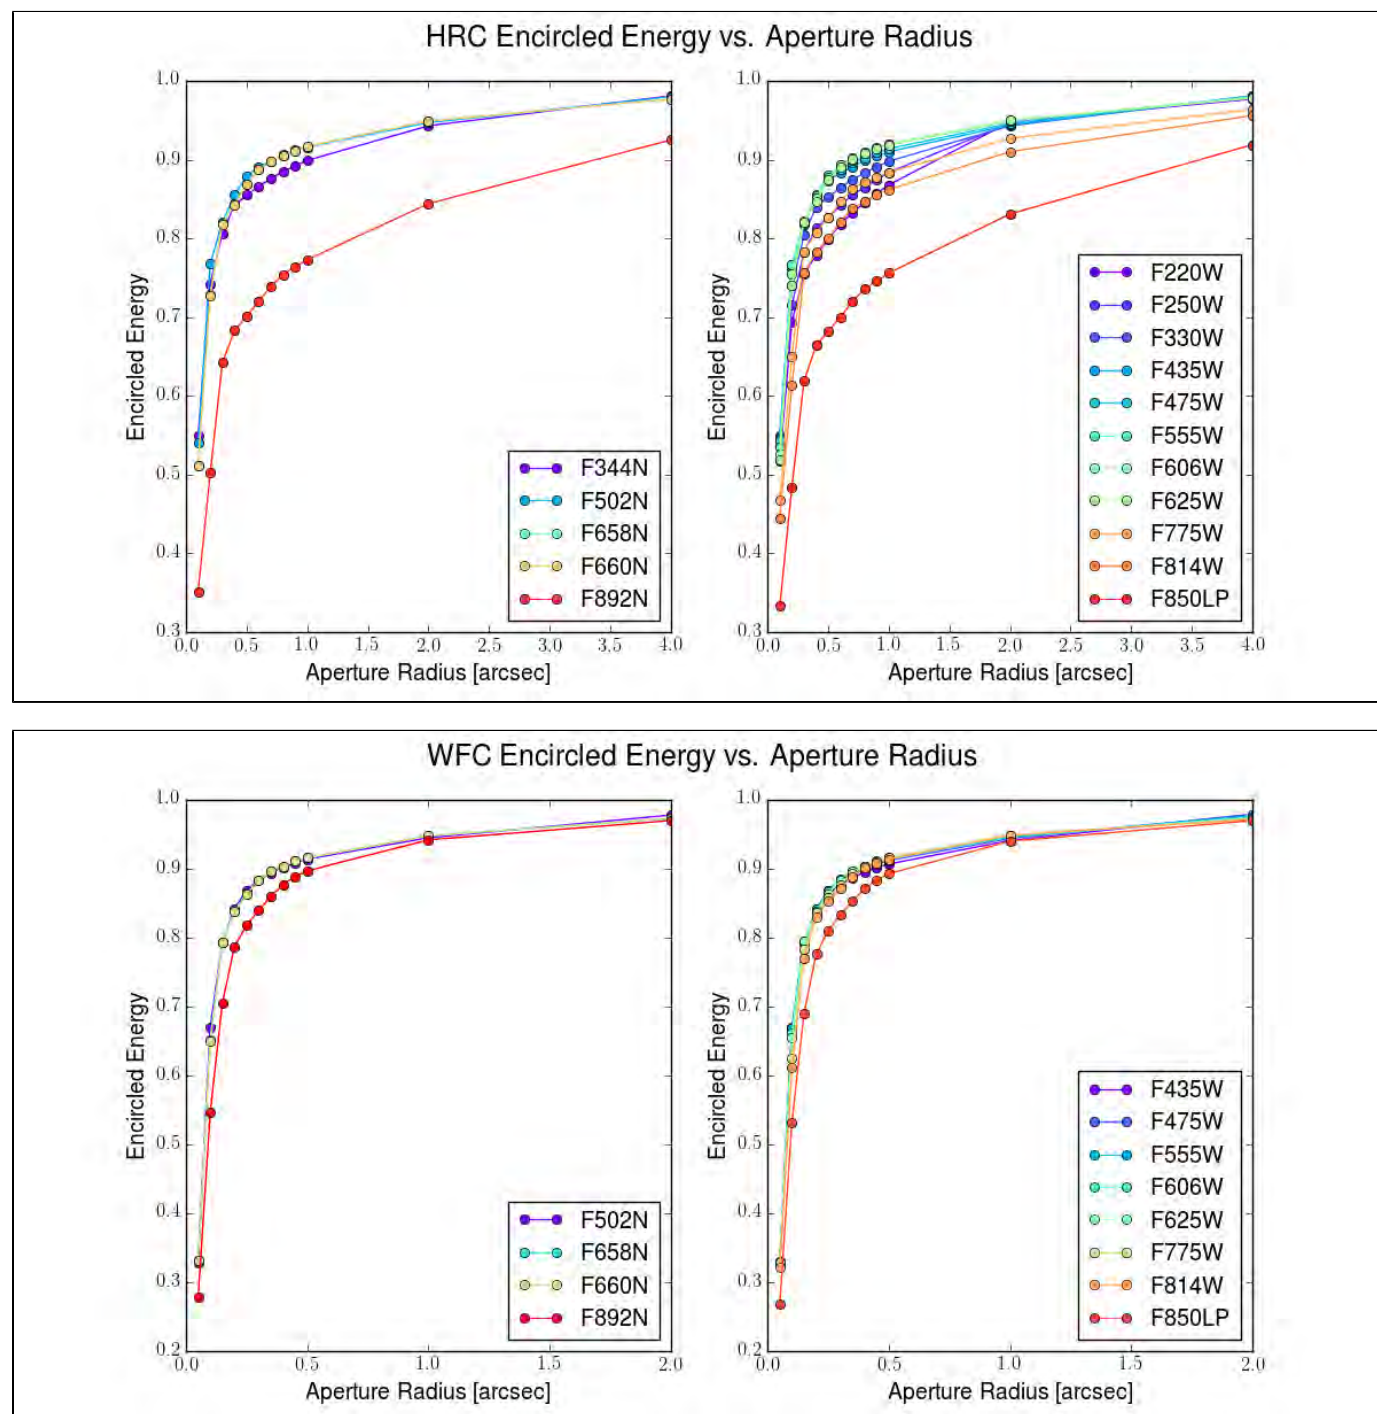 HRC Encircled Energy vs. Aperture Radius
1.0
0.9
0.8
0.7
0.6
0.5
0.4
0.3
Encircled Energy
F344N
F502N
F658N
F660N
F892N
0.0 0.5 1.0 1.5 2.0 2.5 3.0 3.5 4.0
Aperture Radius [arcsec]
1.0
0.9
0.8
0.7
0.6
0.5
0.4
0.3
Encircled Energy
F220W
F250W
F330W
F435W
F475W
F555W
F606W
F625W
F775W
F814W
F850LP
0.0 0.5 1.0 1.5 2.0 2.5 3.0 3.5 4.0
Aperture Radius [arcsec]
WFC Encircled Energy vs. Aperture Radius
1.0
0.9
0.8
0.7
0.6
0.5
0.4
0.3
0.2
Encircled Energy
F502N
F658N
F660N
F892N
0.0 0.5 1.0 1.5 2.0
Aperture Radius [arcsec]
1.0
0.9
0.8
0.7
0.6
0.5
0.4
0.3
0.2
Encircled Energy
F435W
F475W
F555W
F606W
F625W
F775W
F814W
F850LP
0.0 0.5 1.0 1.5 2.0
Aperture Radius [arcsec]